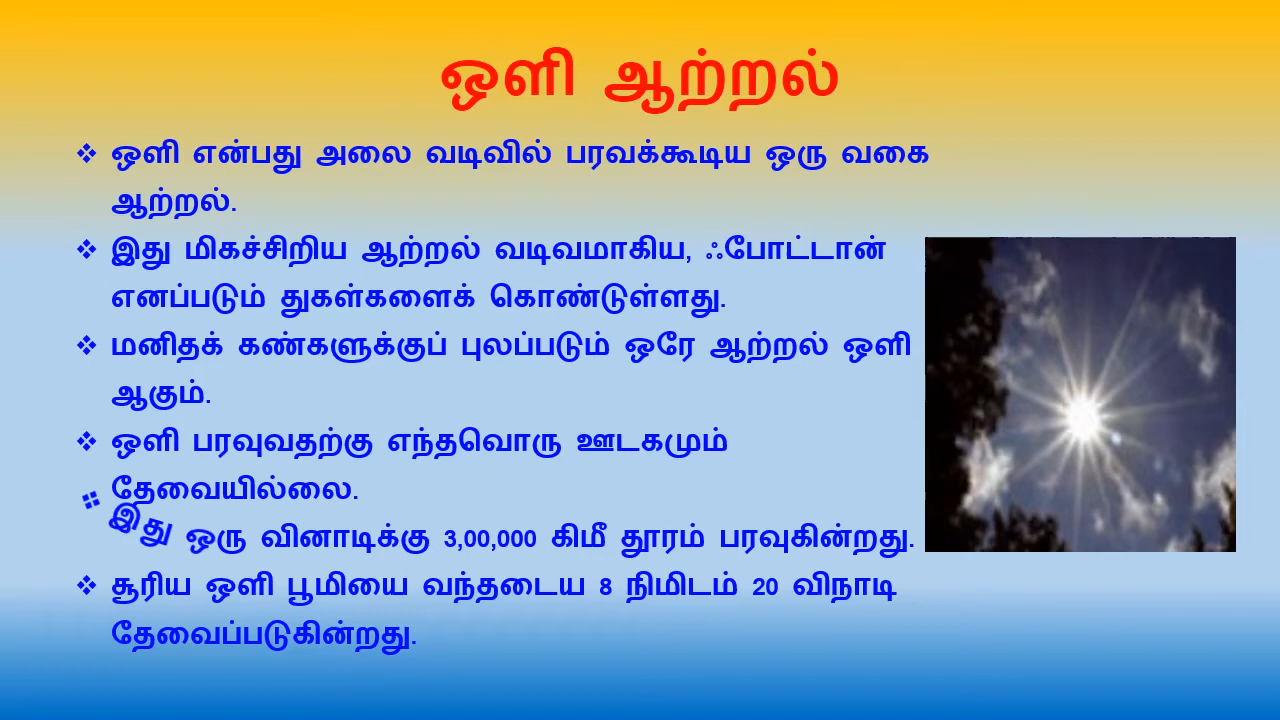 ஒளி ஆற்றல்
❖ ஒளி என்பது அலை வடிவில் பரவக்கூடிய ஒரு வகை
ஆற்றல்.
❖ இது மிகச்சிறிய ஆற்றல் வடிவமாகிய, ஃபோட்டான்
எனப்படும் துகள்களைக் கொண்டுள்ளது.
❖ மனிதக் கண்களுக்குப் புலப்படும் ஒரே ஆற்றல் ஒளி
ஆகும்.
❖ ஒளி பரவுவதற்கு எந்தவொரு ஊடகமும்
தேவையில்லை.
❖ இது ஒரு வினாடிக்கு 3,00,000 கிமீ தூரம் பரவுகின்றது.
❖ சூரிய ஒளி பூமியை வந்தடைய 8 நிமிடம் 20 விநாடி
தேவைப்படுகின்றது.